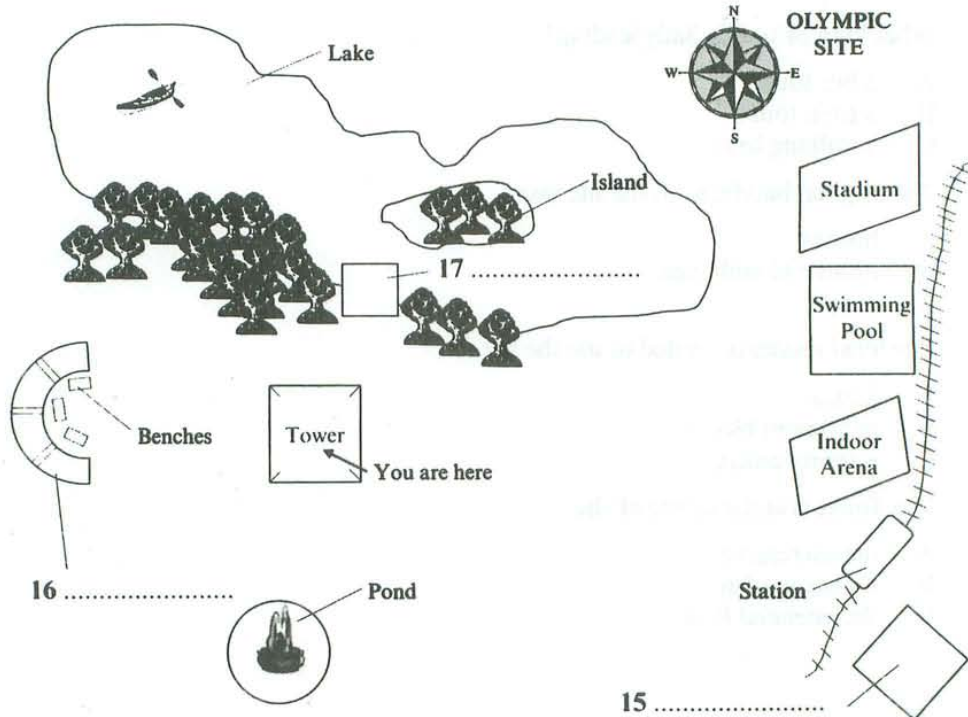 N
W
E
S
OLYMPIC
SITE
Lake
Stadium
Island
17 ........................
Swimming
Pool
Benches
Tower
You are here
Indoor
Arena
16 ........................
Pond
Station
15 ........................